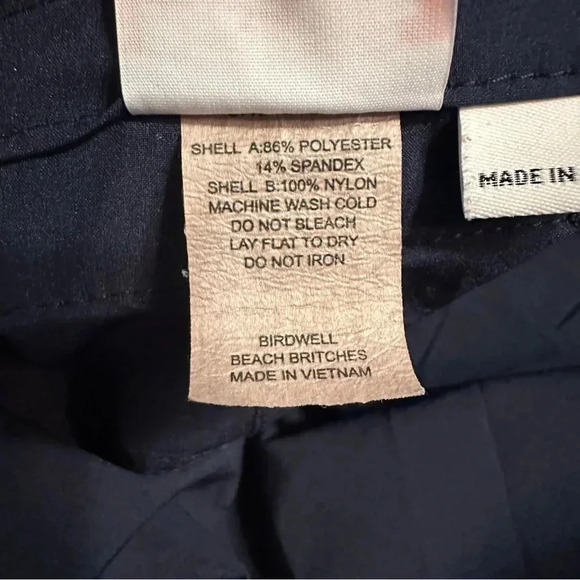 SHELL A:86% POLYESTER
14% SPANDEX
SHELL B:100% NYLON
MACHINE WASH COLD
DO NOT BLEACH
LAY FLAT TO DRY
DO NOT IRON
BIRDWELL
BEACH BRITCHES
MADE IN VIETNAM
MADE IN